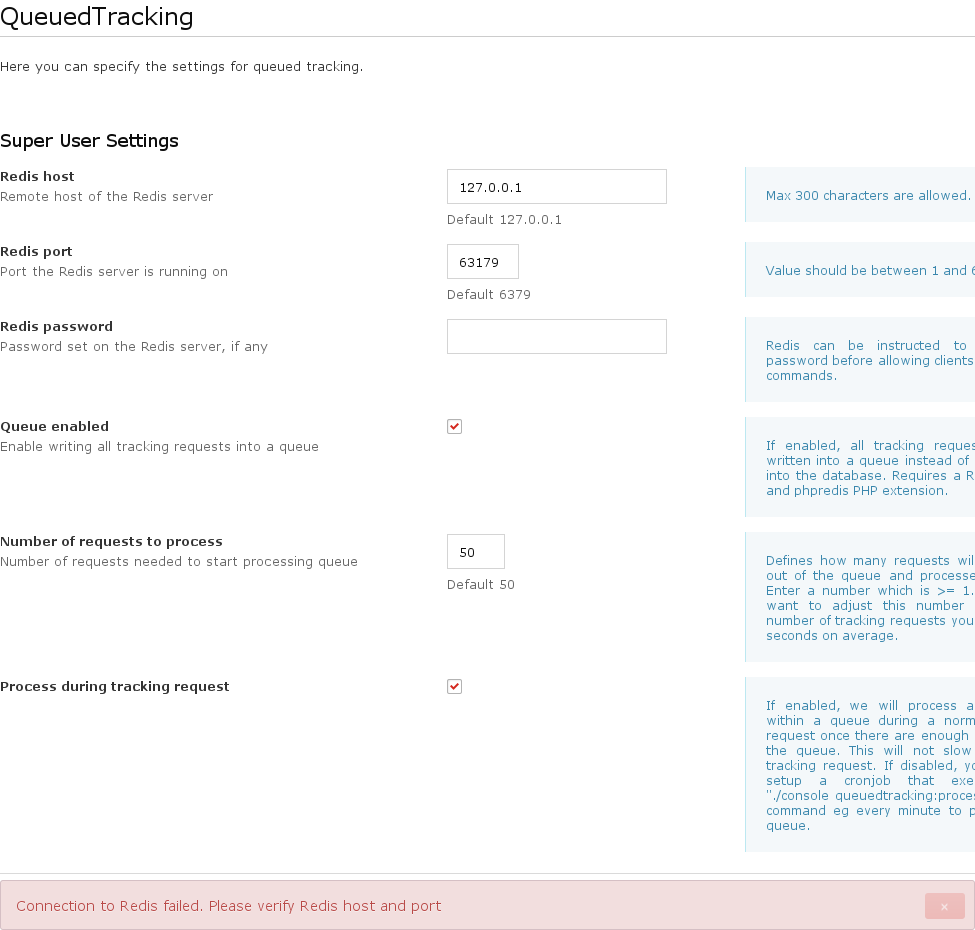 QueuedTracking
Here you can specify the settings for queued tracking.
Super User Settings
Redis host
Remote host of the Redis server
127.0.0.1
Default 127.0.0.1
Max 300 characters are allowed.
Redis port
Port the Redis server is running on
63179
Default 6379
Value should be between 1 and 6
Redis password
Password set on the Redis server, if any
Redis can be instructed to
password before allowing clients
commands.
Queue enabled
Enable writing all tracking requests into a queue
If enabled, all tracking reques
written into a queue instead of
into the database. Requires a R
and phpredis PHP extension.
Number of requests to process
Number of requests needed to start processing queue
50
Default 50
Defines how many requests wil
out of the queue and processe
Enter a number which is >= 1.
want to adjust this number
number of tracking requests you
seconds on average.
Process during tracking request
If enabled, we will process a
within a queue during a norm
request once there are enough
the queue. This will not slow
tracking request. If disabled, yo
setup a cronjob that exe
"./console queuedtracking:proces
command eg every minute to p
queue.
Connection to Redis failed. Please verify Redis host and port
×